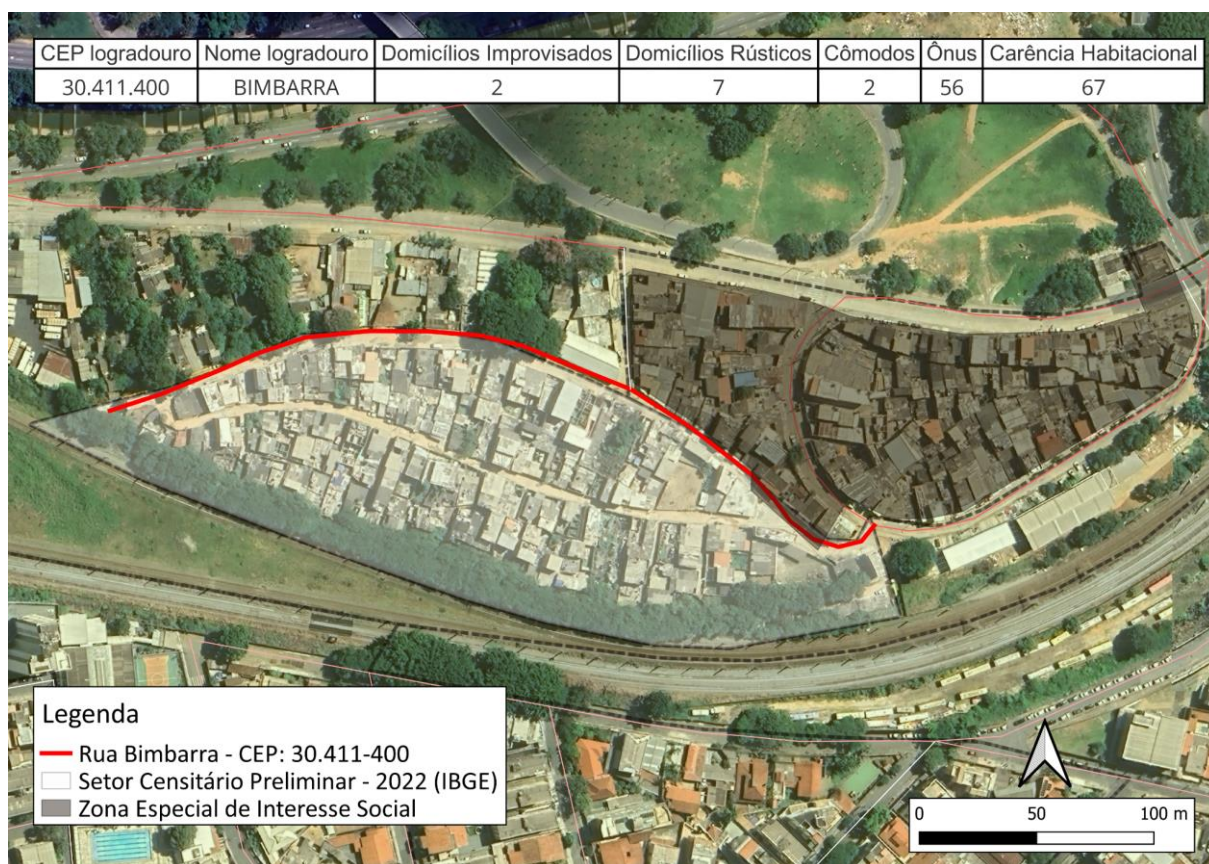 CEP logradouro Nome logradouro Domicílios Improvisados Domicílios Rústicos Cômodos Ônus Carência Habitacional
30.411.400 BIMBARRA 2 7 2 56 67
Legenda
Rua Bimbarra - CEP: 30.411-400
Setor Censitário Preliminar - 2022 (IBGE)
Zona Especial de Interesse Social
0 50 100 m